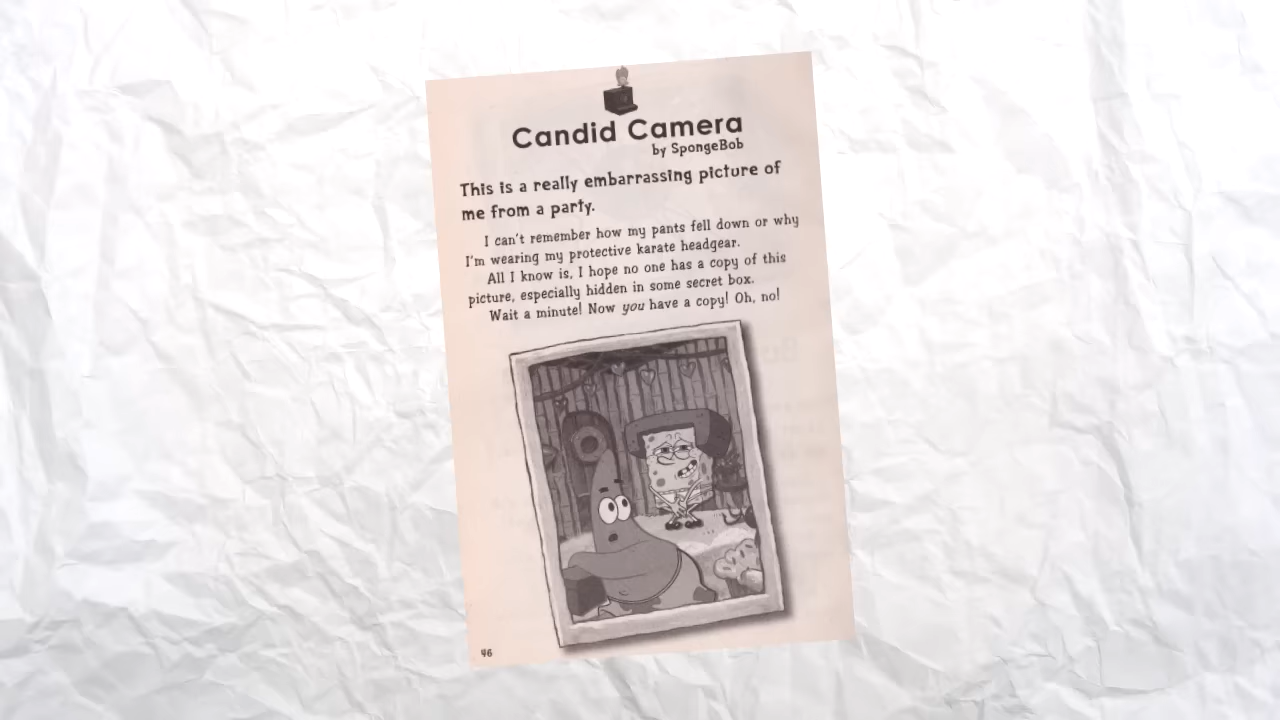 Candid Camera
by SpongeBob
This is a really embarrassing picture of
me from a party.
I can't remember how my pants fell down or why
I'm wearing my protective karate headgear.
All I know is, I hope no one has a copy of this
picture, especially hidden in some secret box.
Wait a minute! Now you have a copy! Oh, no!
46